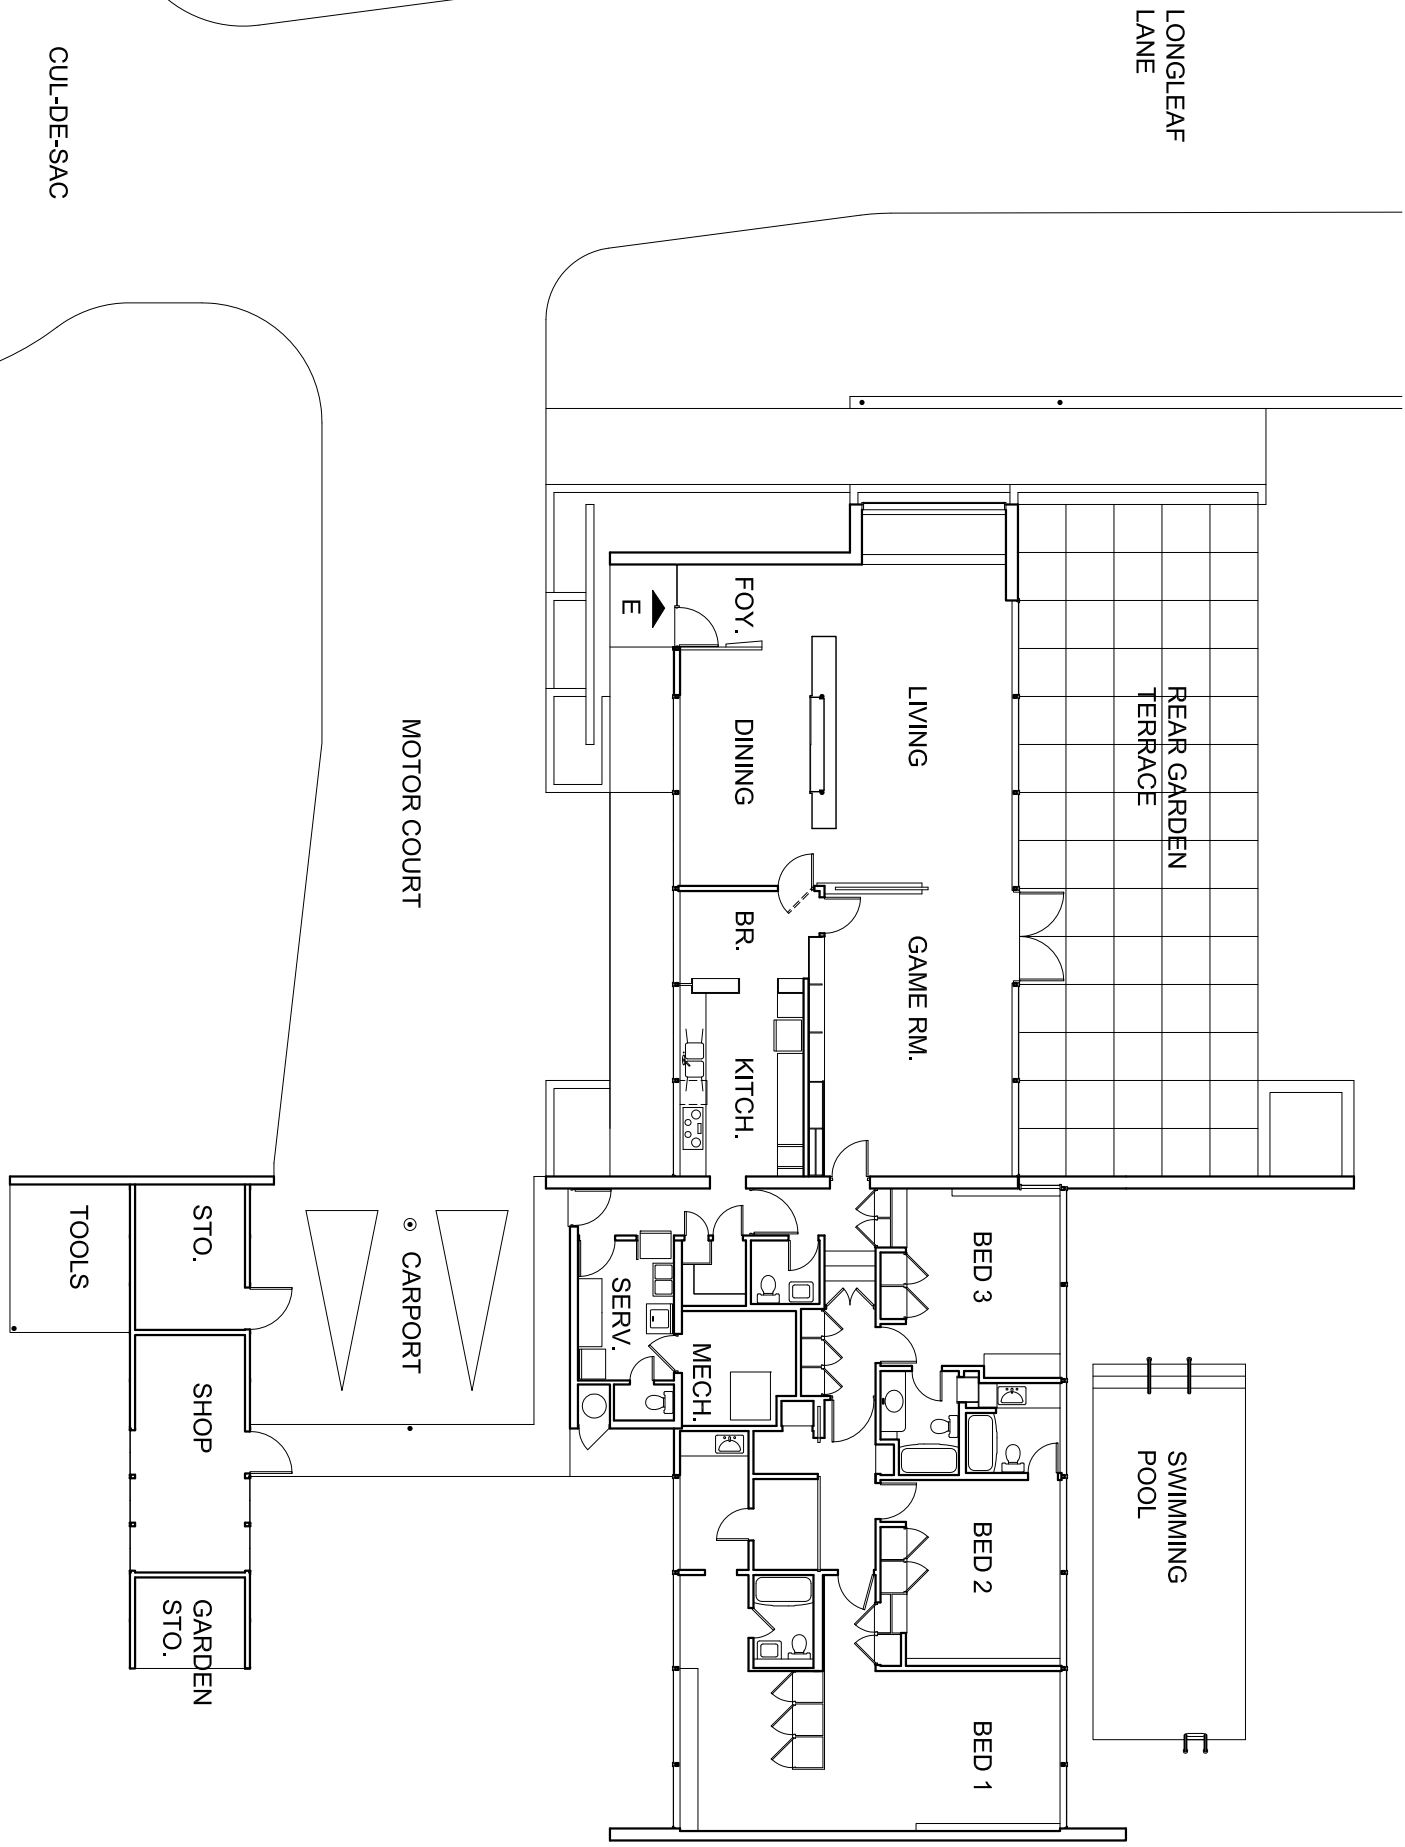 LONGLEAF
LANE
CUL-DE-SAC
REAR GARDEN
TERRACE
LIVING
FOY.
E
DINING
MOTOR COURT
GAME RM.
BR.
KITCH.
BED 3
SERV.
MECH.
CARPORT
STO.
TOOLS
SHOP
SWIMMING
POOL
BED 2
BED 1
GARDEN
STO.